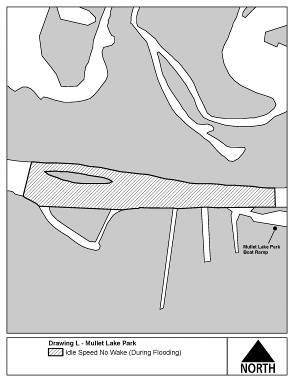 Mullet Lake Park
Boat Ramp
Drawing L - Mullet Lake Park
Idle Speed No Wake (During Flooding)
NORTH